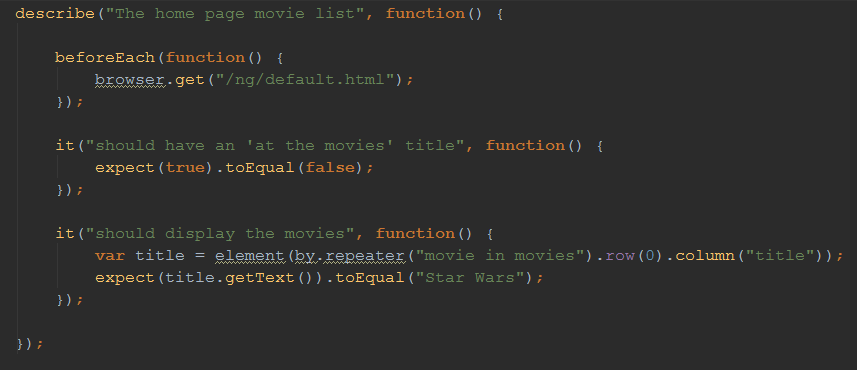 describe("The home page movie list", function() {
beforeEach(function() {
browser.get("/ng/default.html");
});
it("should have an 'at the movies' title", function() {
expect(true).toEqual(false);
});
it("should display the movies", function() {
var title = element(by.repeater("movie in movies").row(0).column("title"));
expect(title.getText()).toEqual("Star Wars");
});
});